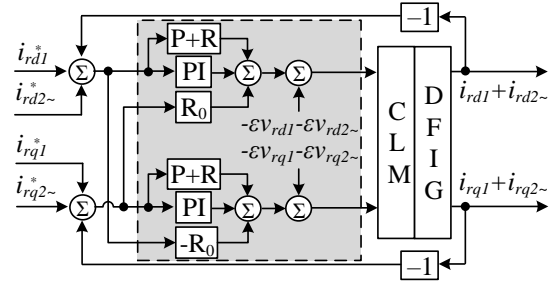 −1
i*rd1
P+R
Σ
PI
Σ
Σ
i*rd2~
R0
C
L
M
D
F
I
G
ird1+ird2~
-εvrd1-εvrd2~
-εvrq1-εvrq2~
i*rq1
P+R
i*rq2~
Σ
PI
Σ
Σ
irq1+irq2~
-R0
−1